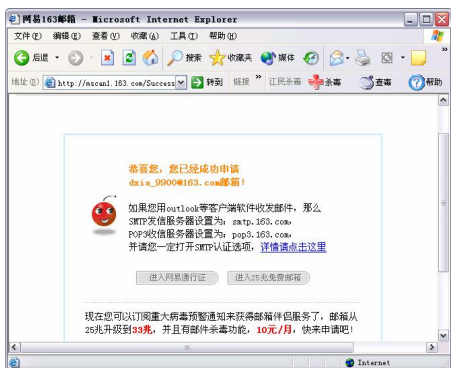 网易163邮箱 - Microsoft Internet Explorer
文件(F) 编辑(E) 查看(V) 收藏(A) 工具(T) 帮助(H)
后退 搜索 收藏夹 媒体
地址(D) http://nscan1.163.com/Success 转到 链接 » 江民杀毒 杀毒 查毒 帮助
恭喜您，您已经成功申请
dxia_9900@163.com邮箱！
如果您用outlook等客户端软件收发邮件，那么
SMTP发信服务器设置为：smtp.163.com，
POP3收信服务器设置为：pop3.163.com，
并请您一定打开SMTP认证选项，详情请点击这里
进入网易通行证 进入25兆免费邮箱
现在您可以订阅重大病毒预警通知来获得邮箱伴侣服务了，邮箱从
25兆升级到33兆，并且有邮件杀毒功能，10元/月，快来申请吧！
Internet